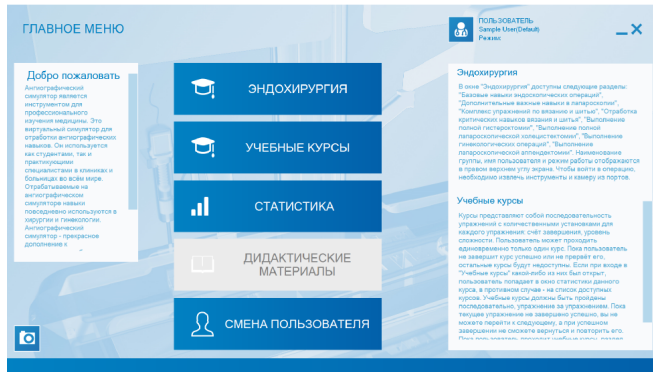 ГЛАВНОЕ МЕНЮ
ПОЛЬЗОВАТЕЛЬ
Sample User(Default)
Режим:
Добро пожаловать
Ангиографический
симулятор является
инструментом для
профессионального
изучения медицины. Это
виртуальный симулятор для
отработки ангиографических
навыков. Он используется
как студентами, так и
практикующими
специалистами в клиниках и
больницах во всём мире.
Отрабатываемые на
ангиографическом
симуляторе навыки
повседневно используются в
хирургии и гинекологии.
Ангиографический
симулятор - прекрасное
дополнение к
ЭНДОХИРУРГИЯ
УЧЕБНЫЕ КУРСЫ
СТАТИСТИКА
ДИДАКТИЧЕСКИЕ
МАТЕРИАЛЫ
СМЕНА ПОЛЬЗОВАТЕЛЯ
Эндохирургия
В окне "Эндохирургия" доступны следующие разделы:
"Базовые навыки эндоскопических операций",
"Дополнительные важные навыки в лапароскопии",
"Комплекс упражнений по вязанию и шитью", "Отработка
критических навыков вязания и шитья", "Выполнение
полной гистерэктомии", "Выполнение полной
лапароскопической холецистектомии", "Выполнение
гинекологических операций", "Выполнение
лапароскопической аппендектомии". Наименование
группы, имя пользователя и режим работы отображаются
в правом верхнем углу экрана. Чтобы войти в операцию,
необходимо извлечь инструменты и камеру из портов.
Учебные курсы
Курсы представляют собой последовательность
упражнений с количественными установками для
каждого упражнения: счёт завершения, уровень
сложности. Пользователь может проходить
единовременно только один курс. Пока пользователь
не завершит курс успешно или не прервёт его,
остальные курсы будут недоступны. Если при входе в
"Учебные курсы" какой-либо из них был открыт,
пользователь попадает в окно статистики данного
курса, в противном случае - на список доступных
курсов. Учебные курсы должны быть пройдены
последовательно, упражнение за упражнением. Пока
текущее упражнение не завершено успешно, вы не
можете перейти к следующему, а при успешном
завершении не сможете вернуться и повторить его.
Пока пользователь проходит учебные курсы, раздел